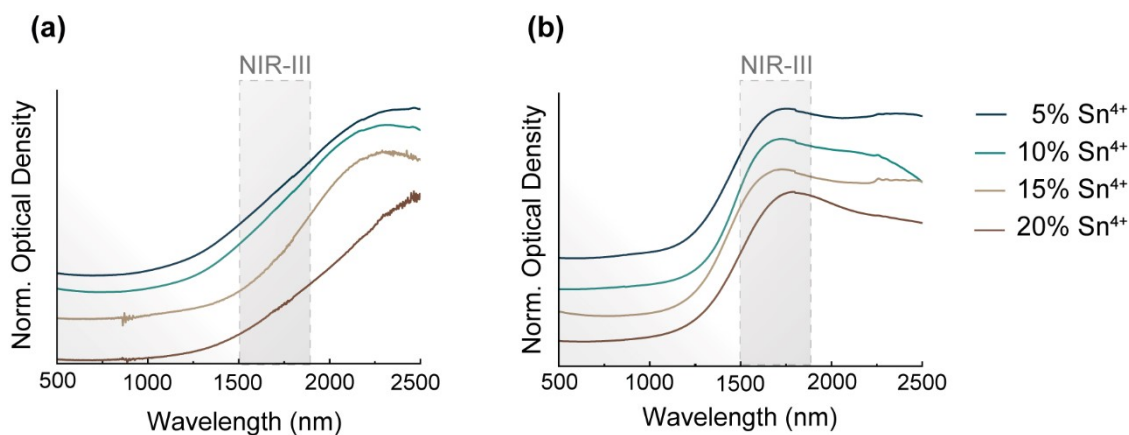 (a)
NIR-III
Norm. Optical Density
500 1000 1500 2000 2500
Wavelength (nm)
(b)
NIR-III
Norm. Optical Density
500 1000 1500 2000 2500
Wavelength (nm)
5% Sn⁴⁺
10% Sn⁴⁺
15% Sn⁴⁺
20% Sn⁴⁺